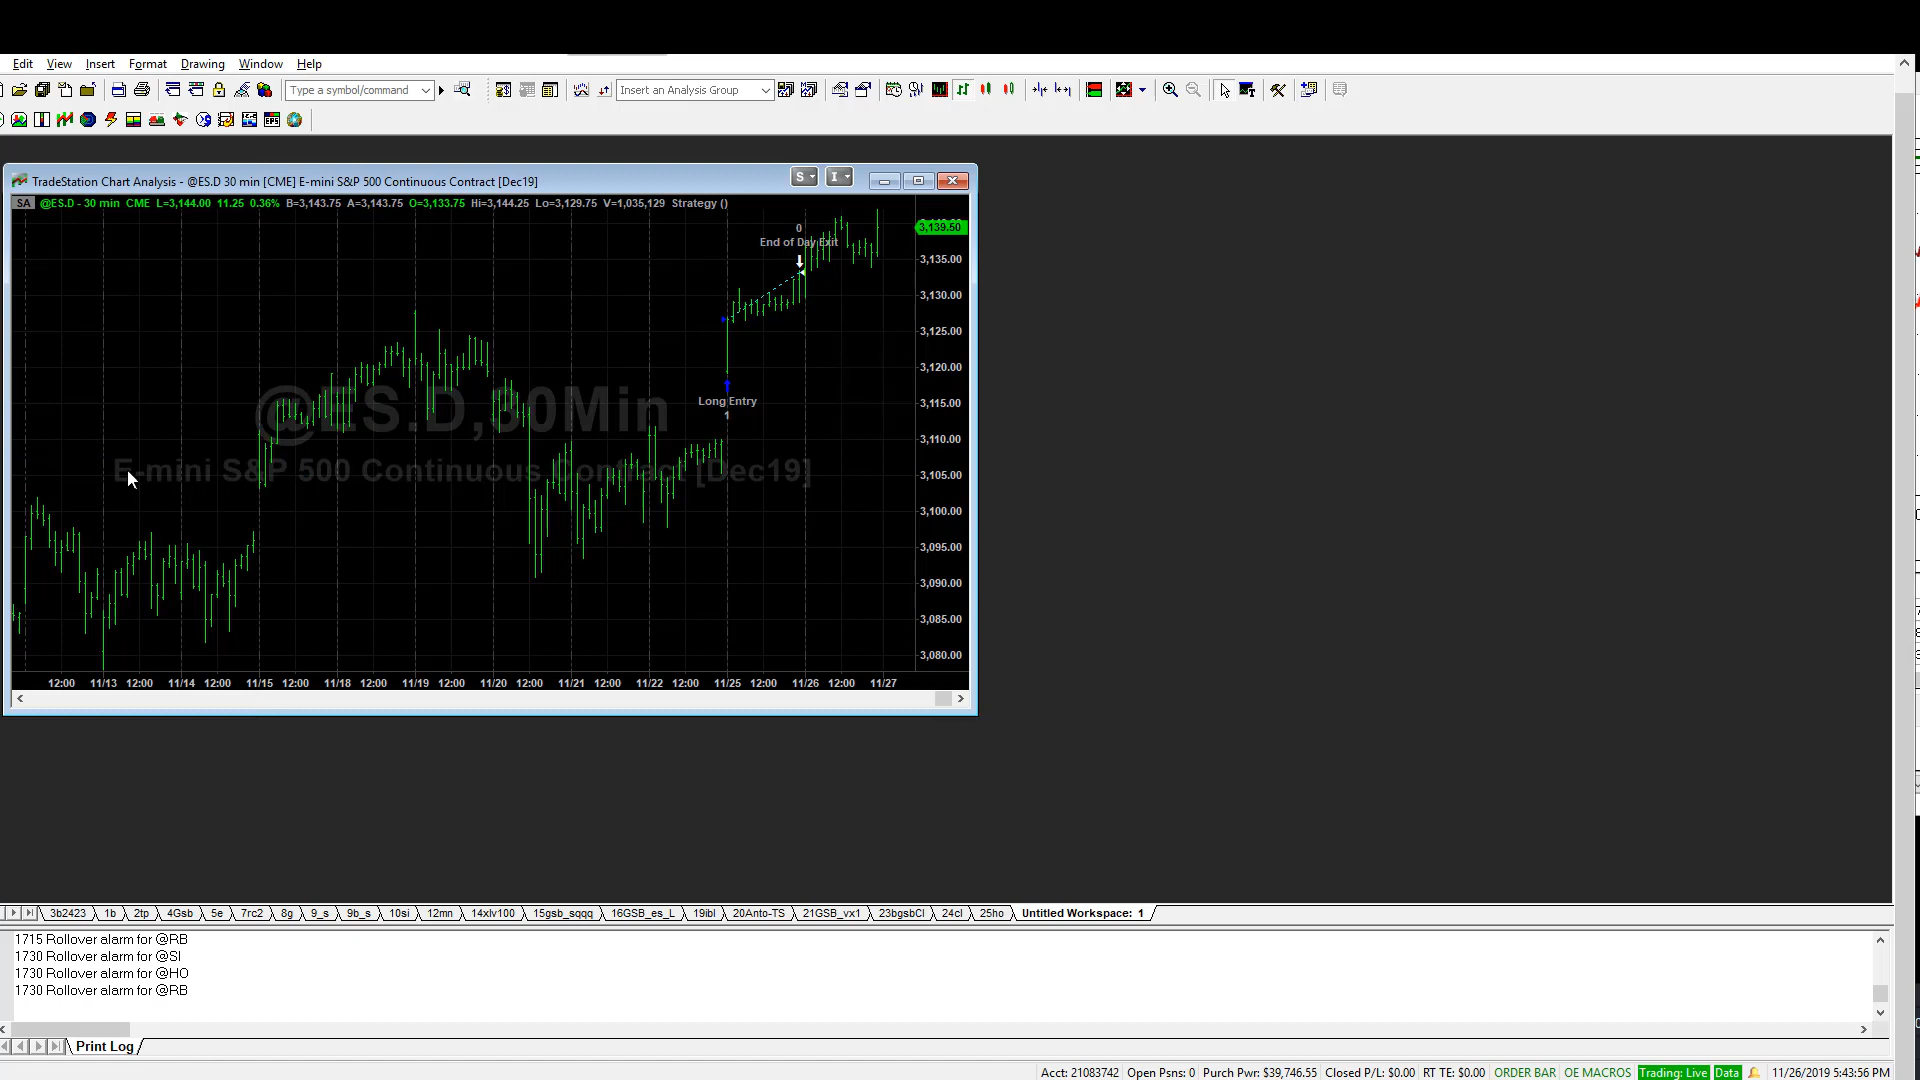 Edit View Insert Format Drawing Window Help
Type a symbol/command Insert an Analysis Group
TradeStation Chart Analysis - @ES.D 30 min [CME] E-mini S&P 500 Continuous Contract [Dec19] S I
SA @ES.D - 30 min CME L=3,144.00 11.25 0.36% B=3,143.75 A=3,143.75 O=3,133.75 Hi=3,144.25 Lo=3,129.75 V=1,035,129 Strategy ()
3,139.50
0
End of Day Exit
3,135.00
3,130.00
3,125.00
3,120.00
Long Entry
1
3,115.00
@ES.D,30Min
3,110.00
E-mini S&P 500 Continuous Contract [Dec19]
3,105.00
3,100.00
3,095.00
3,090.00
3,085.00
3,080.00
12:00 11/13 12:00 11/14 12:00 11/15 12:00 11/18 12:00 11/19 12:00 11/20 12:00 11/21 12:00 11/22 12:00 11/25 12:00 11/26 12:00 11/27
3b2423 1b 2tp 4Gsb 5e 7rc2 8g 9_s 9b_s 10si 12mn 14xlv100 15gsb_sqqq 16GSB_es_L 19ibl 20Anto-TS 21GSB_vx1 23bgsbCl 24cl 25ho Untitled Workspace: 1
1715 Rollover alarm for @RB
1730 Rollover alarm for @SI
1730 Rollover alarm for @HO
1730 Rollover alarm for @RB
Print Log
Acct: 21083742 Open Psns: 0 Purch Pwr: $39,746.55 Closed P/L: $0.00 RT TE: $0.00 ORDER BAR OE MACROS Trading: Live Data 11/26/2019 5:43:56 PM